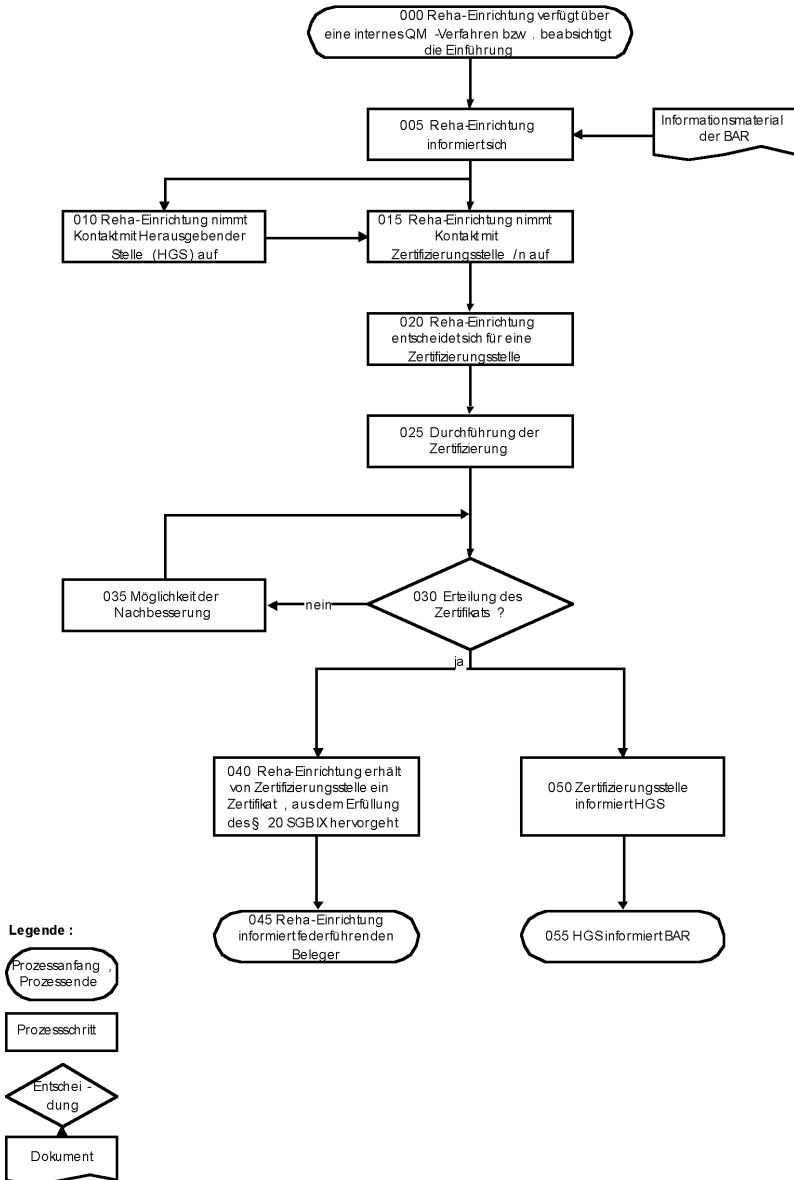 000 Reha-Einrichtung verfügt über
eine internes QM -Verfahren bzw . beabsichtigt
die Einführung
005 Reha-Einrichtung
informiert sich
Informationsmaterial
der BAR
010 Reha-Einrichtung nimmt
Kontakt mit Herausgebender
Stelle (HGS) auf
015 Reha-Einrichtung nimmt
Kontakt mit
Zertifizierungsstelle /n auf
020 Reha-Einrichtung
entscheidet sich für eine
Zertifizierungsstelle
025 Durchführung der
Zertifizierung
035 Möglichkeit der
Nachbesserung
nein
030 Erteilung des
Zertifikats ?
ja
040 Reha-Einrichtung erhält
von Zertifizierungsstelle ein
Zertifikat , aus dem Erfüllung
des § 20 SGB IX hervorgeht
050 Zertifizierungsstelle
informiert HGS
045 Reha-Einrichtung
informiert federführenden
Beleger
055 HGS informiert BAR
Legende :
Prozessanfang ,
Prozessende
Prozessschritt
Entschei -
dung
Dokument